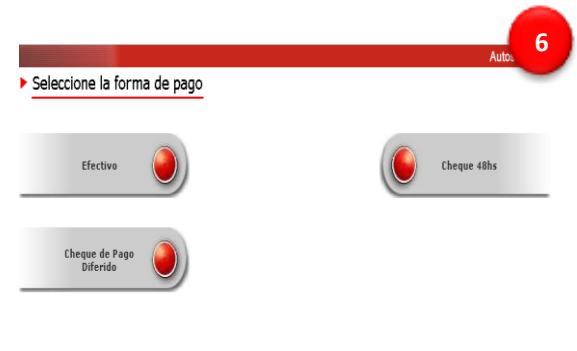 6
Seleccione la forma de pago
Efectivo
Cheque 48hs
Cheque de Pago
Diferido